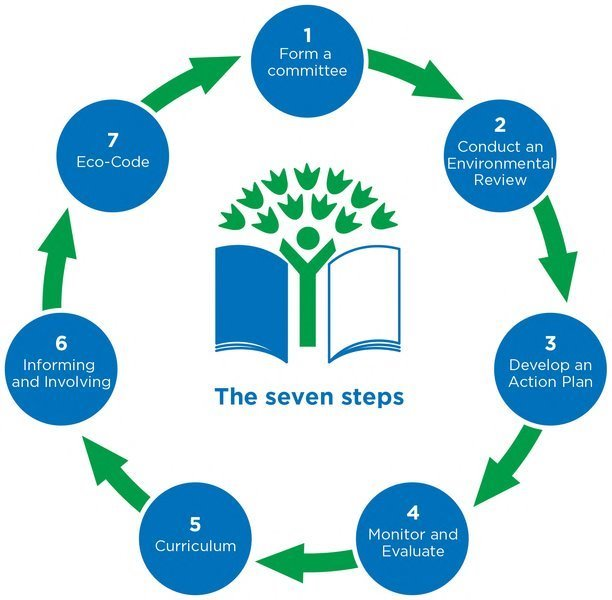 1
Form a
committee
2
Conduct an
Environmental
Review
3
Develop an
Action Plan
4
Monitor and
Evaluate
5
Curriculum
6
Informing
and Involving
7
Eco-Code
The seven steps